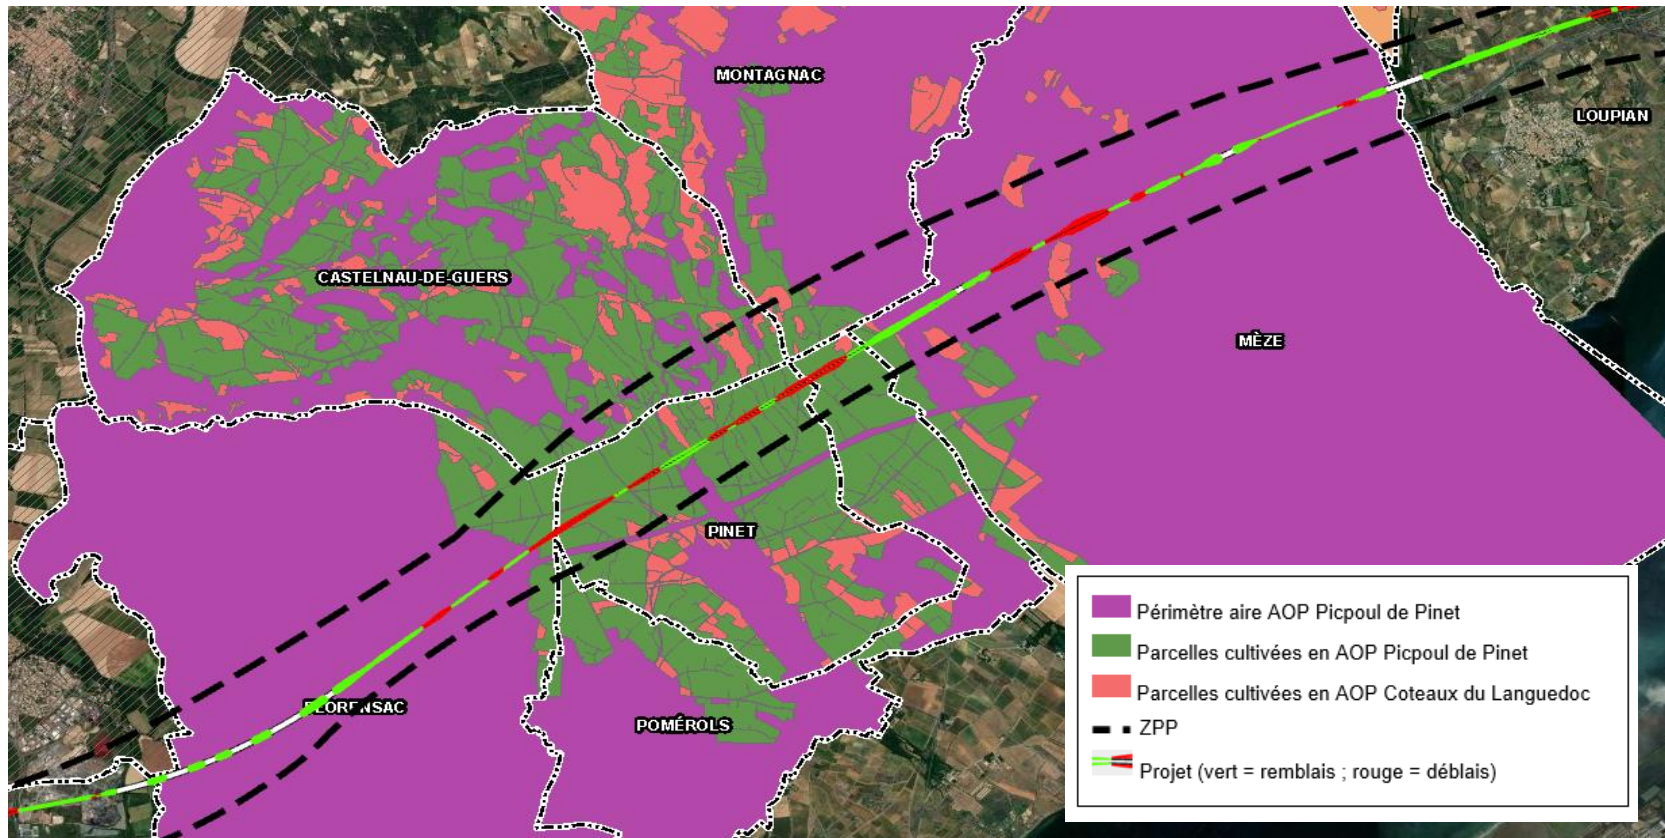 MONTAGNAC
LOUPIAN
CASTELNAU-DE-GUERS
MÈZE
PINET
FLORENSAC
POMÉROLS
Périmètre aire AOP Picpoul de Pinet
Parcelles cultivées en AOP Picpoul de Pinet
Parcelles cultivées en AOP Coteaux du Languedoc
ZPP
Projet (vert = remblais ; rouge = déblais)